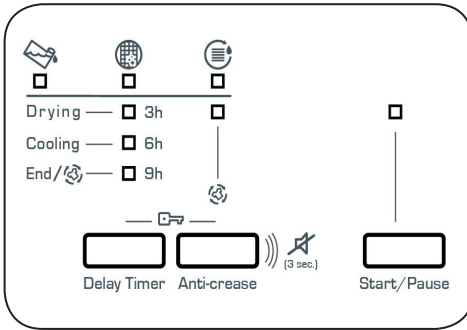 Drying 3h
Cooling 6h
End/ 9h
(3 sec.)
Delay Timer Anti-crease Start/Pause